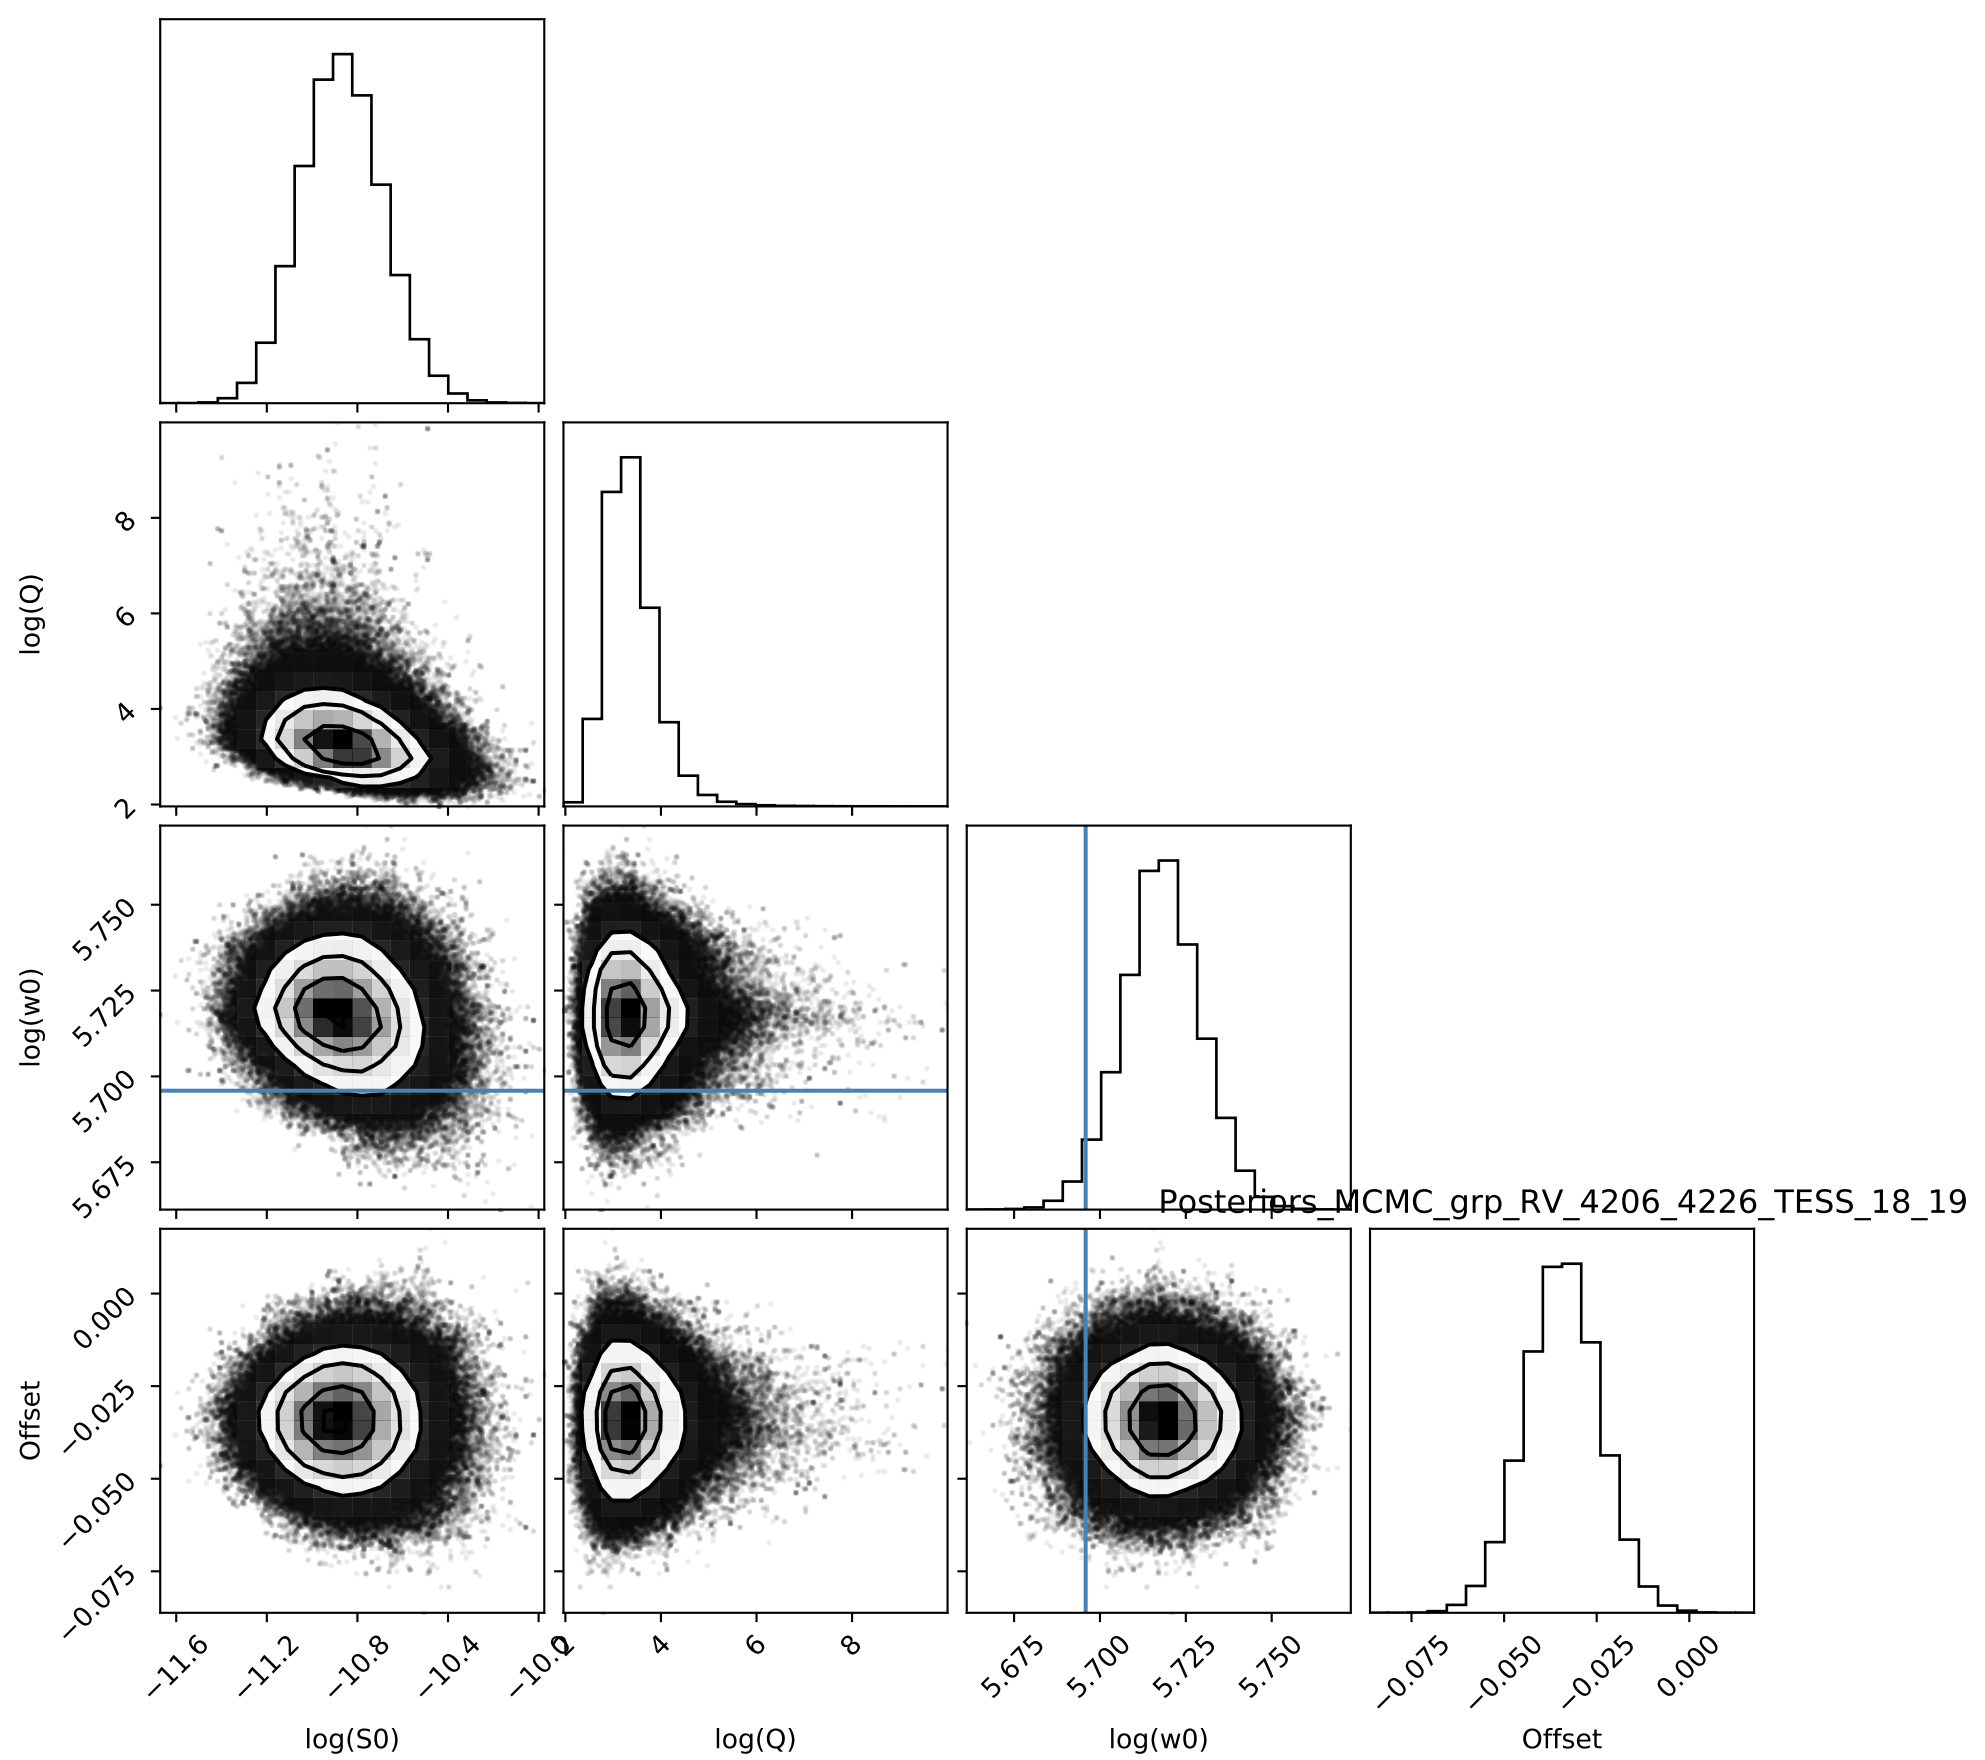 log(Q)
8
6
4
2
log(w0)
5.750
5.725
5.700
5.675
Posteriors_MCMC_grp_RV_4206_4226_TESS_18_19
Offset
0.000
−0.025
−0.050
−0.075
−11.6 −11.2 −10.8 −10.4 −10.0
2 4 6 8
5.675 5.700 5.725 5.750
−0.075 −0.050 −0.025 0.000
log(S0) log(Q) log(w0) Offset